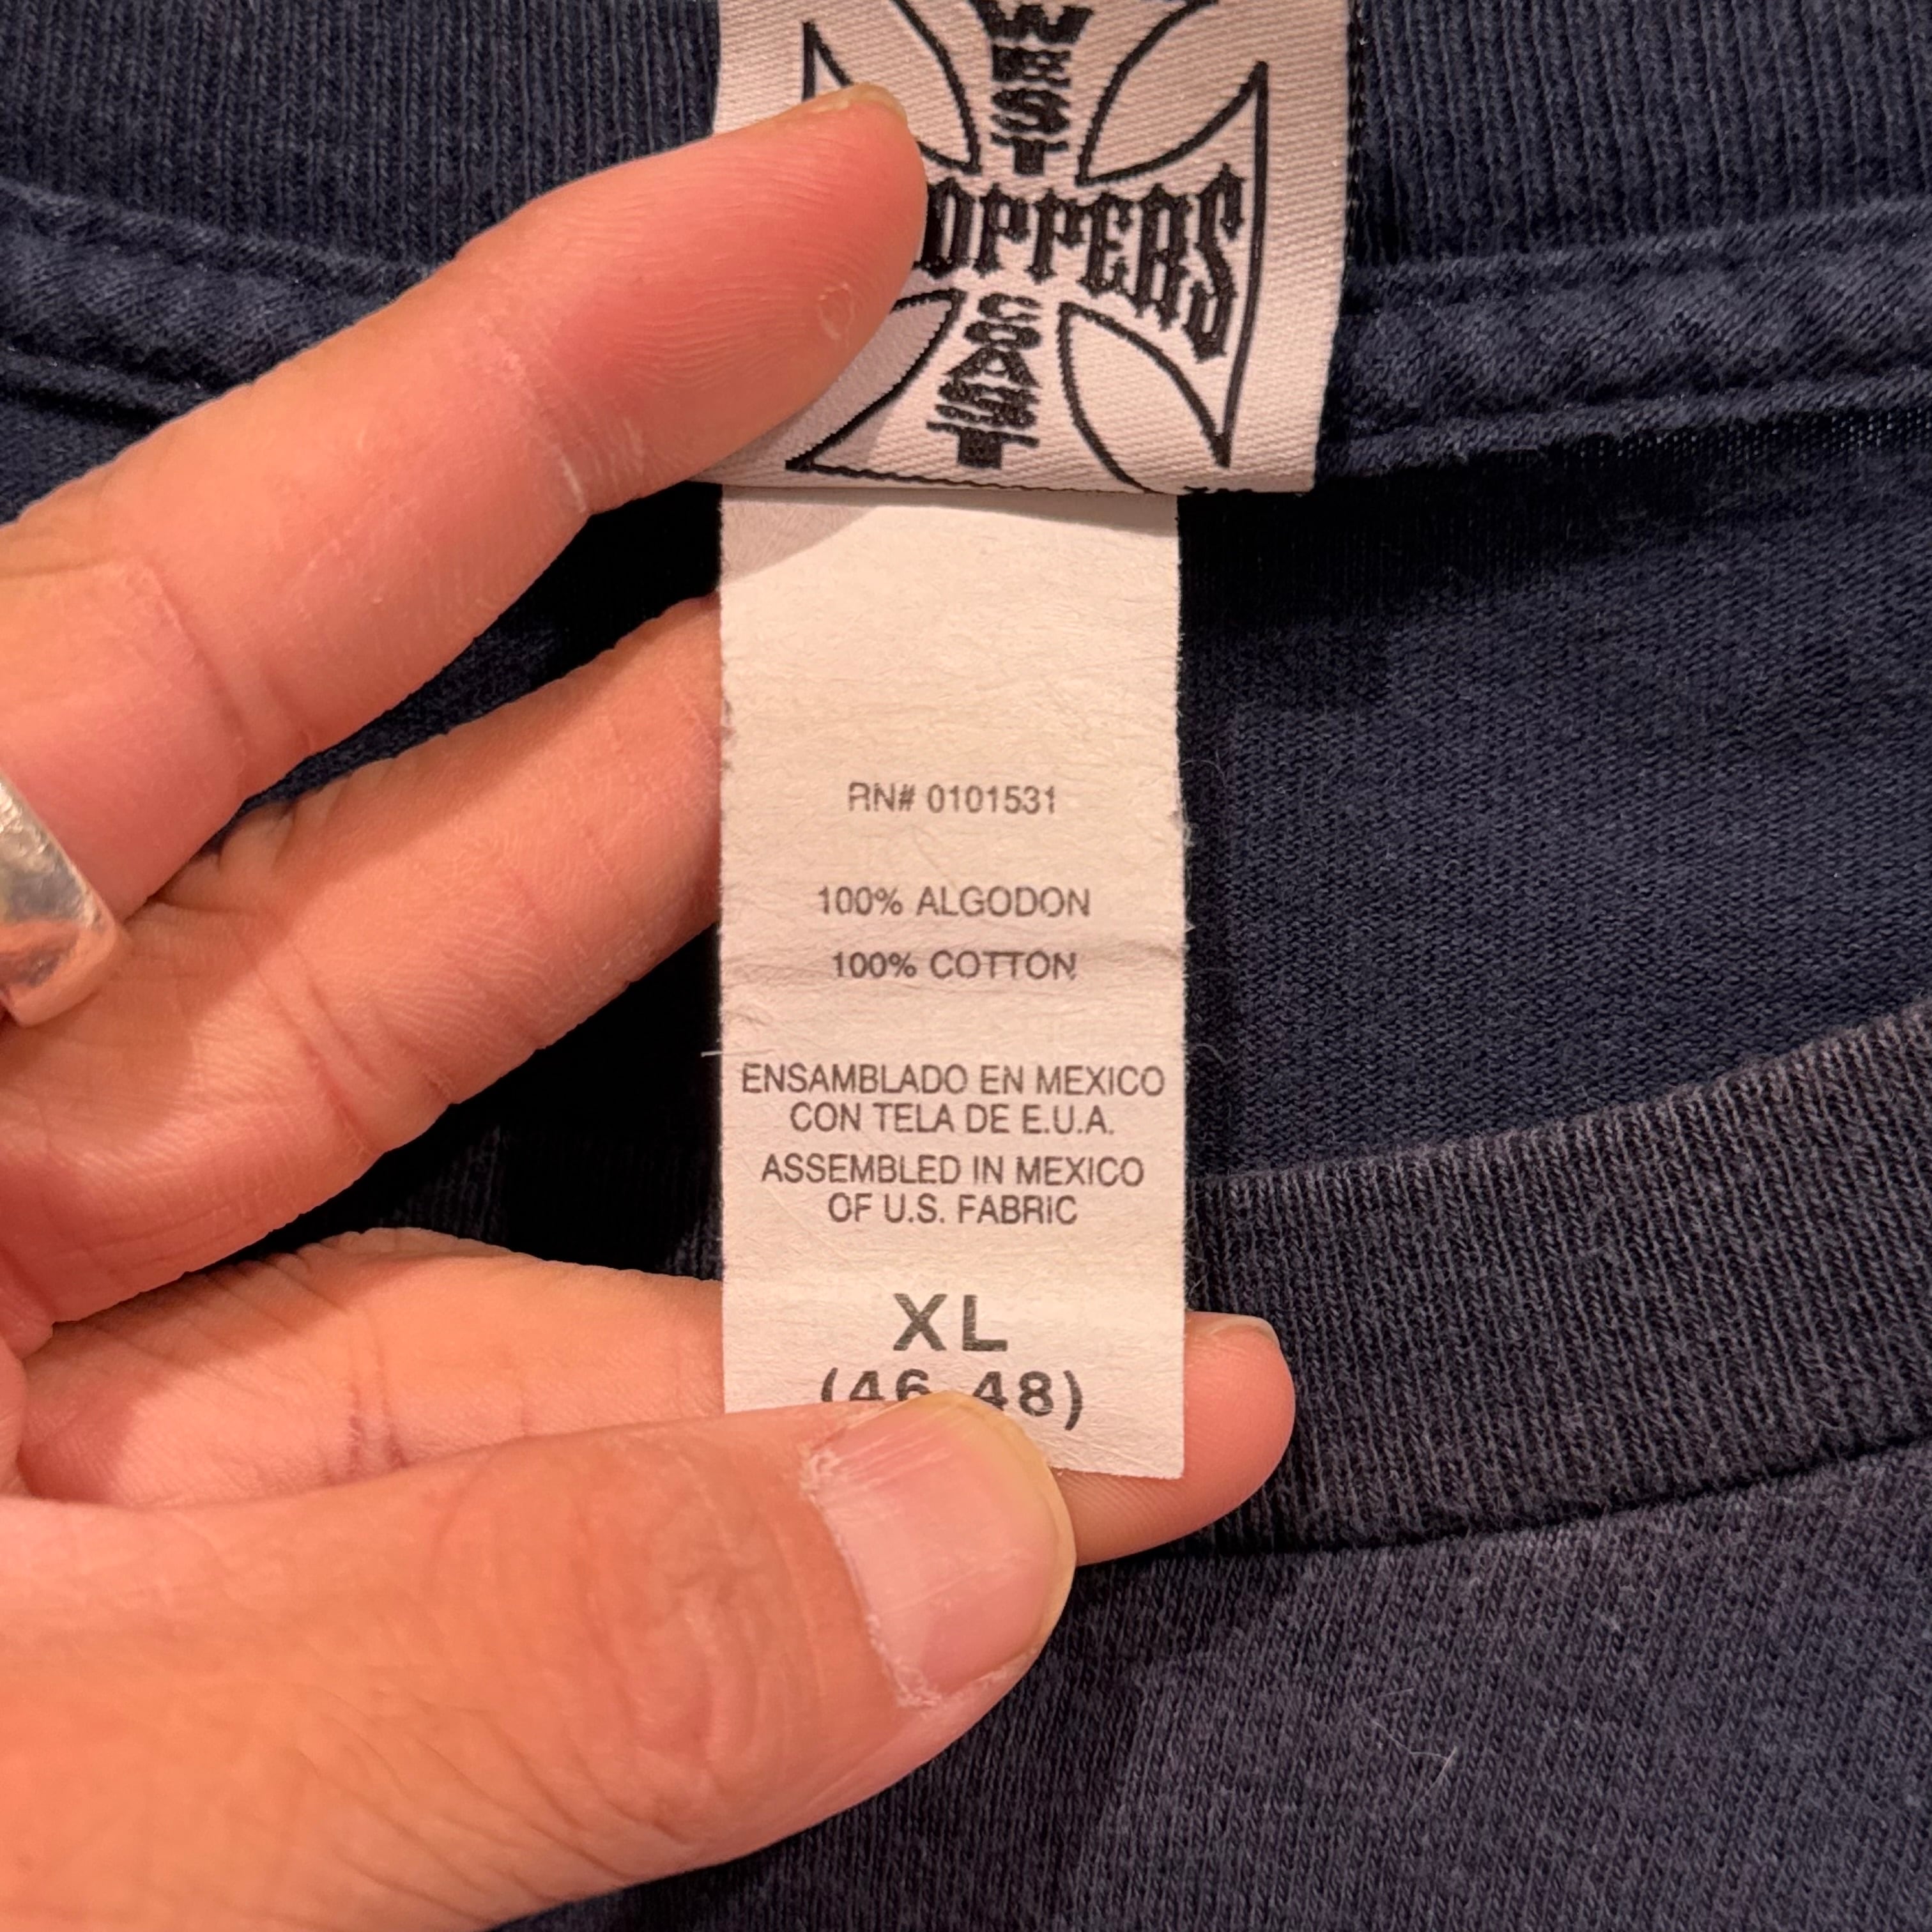 WEST
COAST
RN# 0101531
100% ALGODON
100% COTTON
ENSAMBLADO EN MEXICO
CON TELA DE E.U.A.
ASSEMBLED IN MEXICO
OF U.S. FABRIC
XL
(46-48)